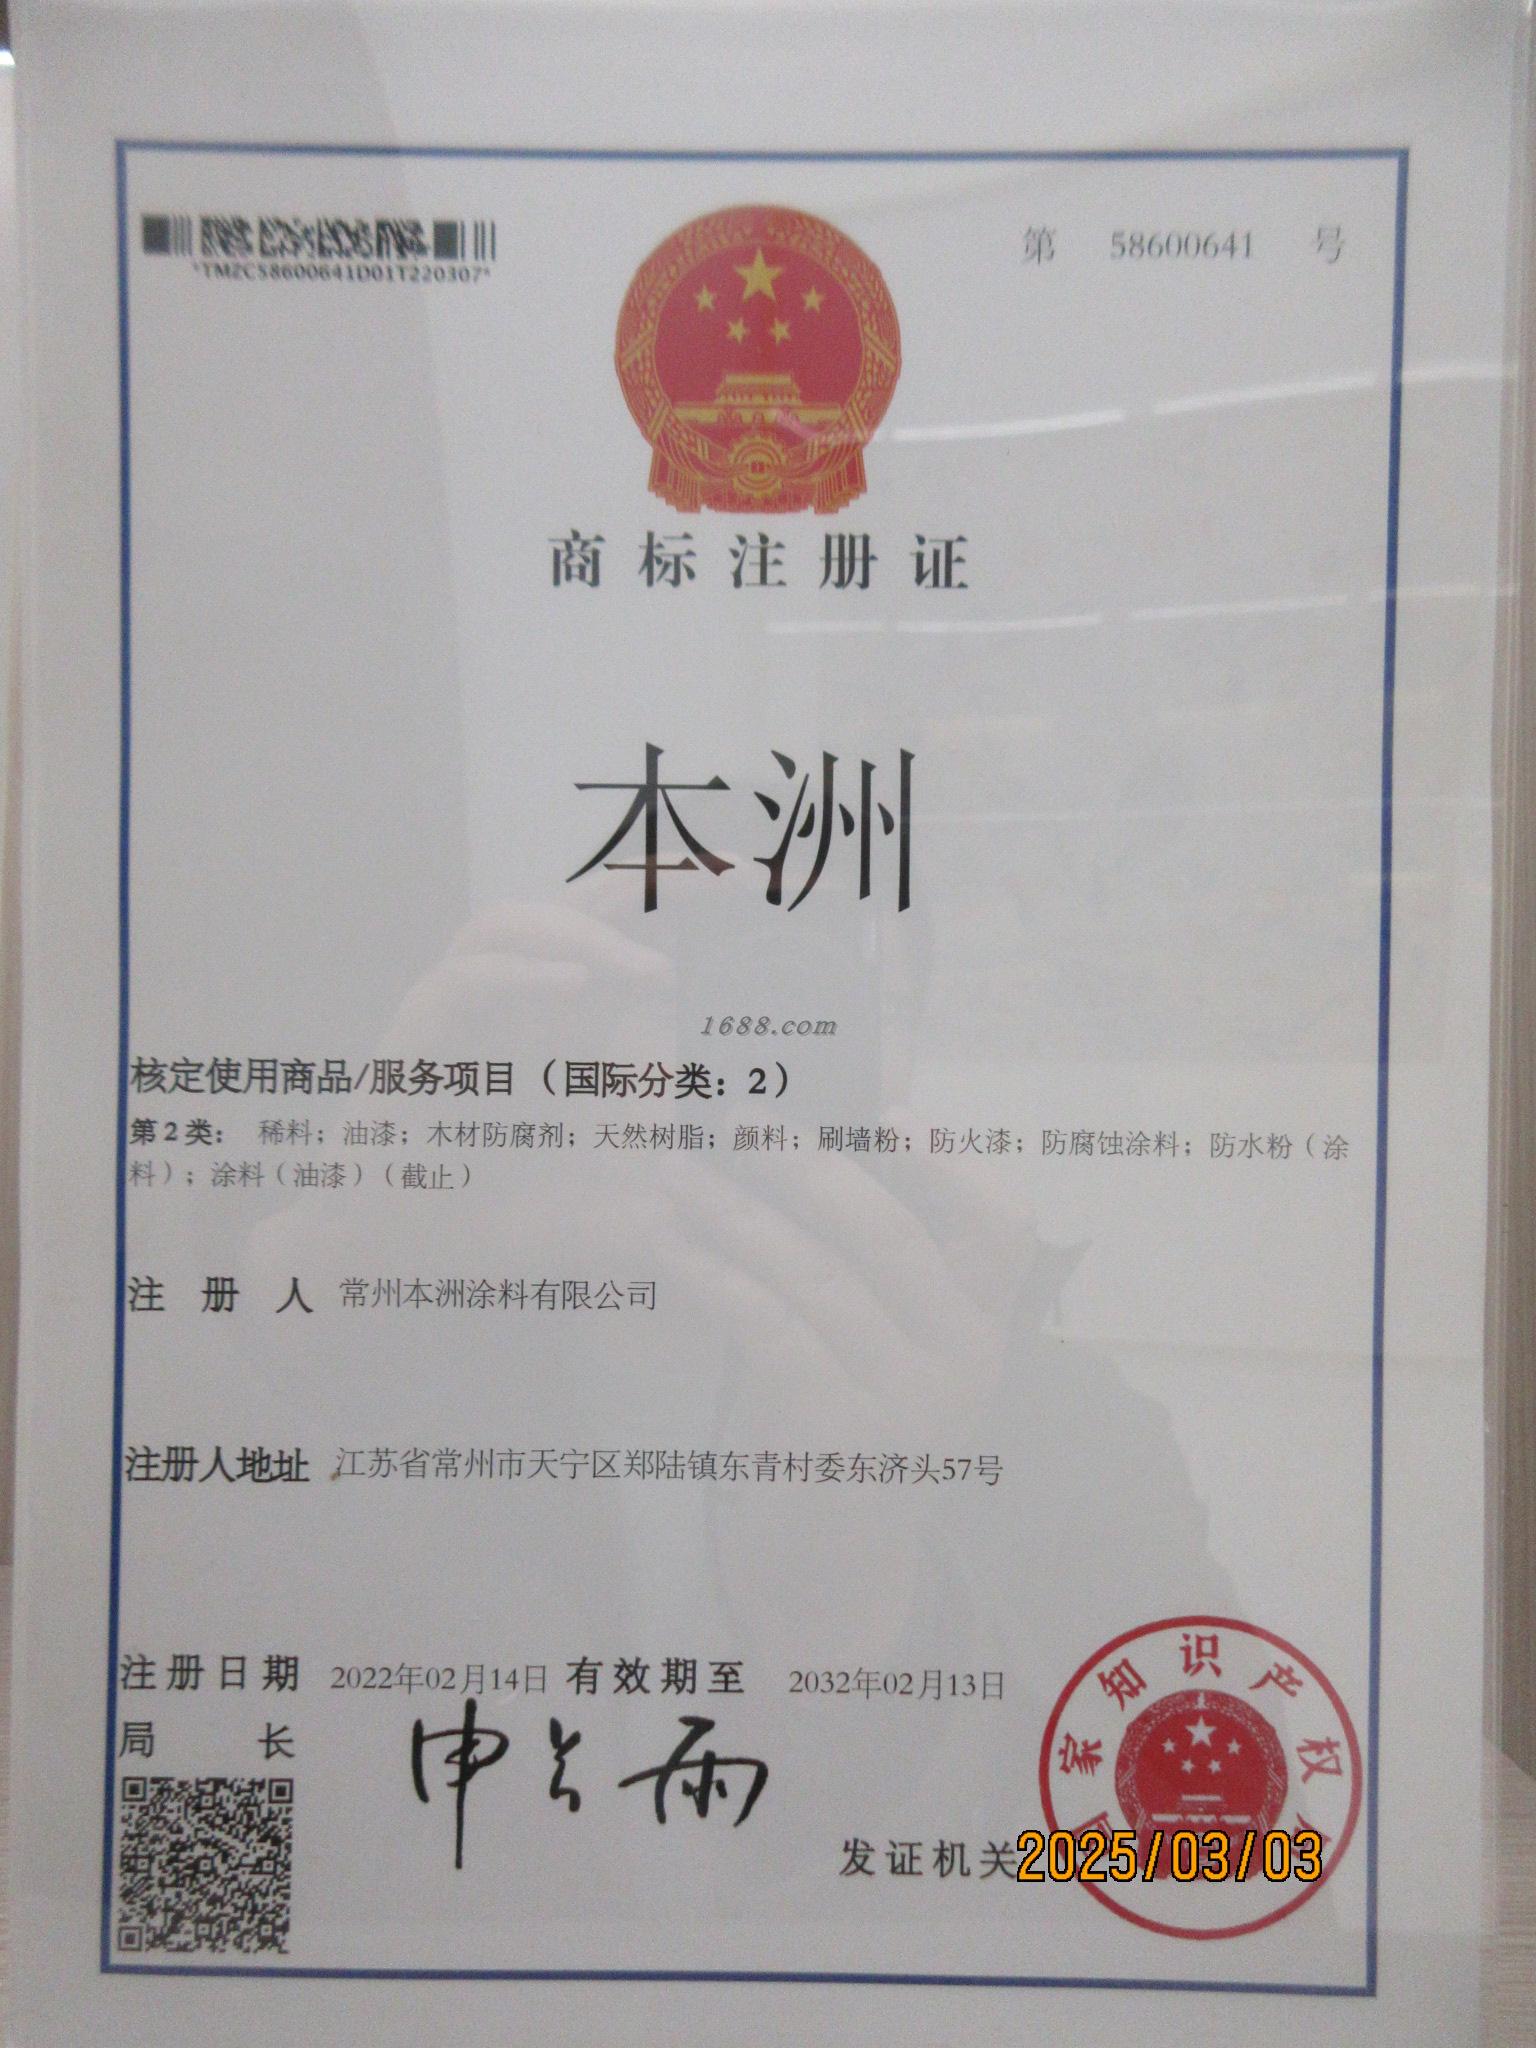 第 58600641 号
*TMZC58600641D01T220307*
商标注册证
本洲
1688.com
核定使用商品/服务项目（国际分类：2）
第2类： 稀料；油漆；木材防腐剂；天然树脂；颜料；刷墙粉；防火漆；防腐蚀涂料；防水粉（涂
料）；涂料（油漆）（截止）
注册人 常州本洲涂料有限公司
注册人地址 江苏省常州市天宁区郑陆镇东青村委东济头57号
注册日期 2022年02月14日 有效期至 2032年02月13日
局长 申长雨
家知识产权
发证机关
2025/03/03